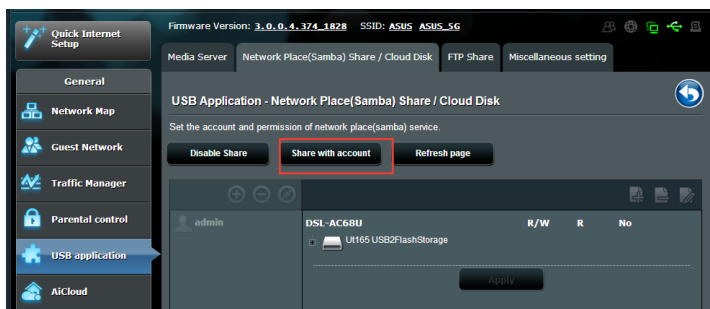 Quick Internet
Setup
Firmware Version: 3.0.0.4.374_1828 SSID: ASUS ASUS_5G
Media Server Network Place(Samba) Share / Cloud Disk FTP Share Miscellaneous setting
General
Network Map
Guest Network
Traffic Manager
Parental control
USB application
AiCloud
USB Application - Network Place(Samba) Share / Cloud Disk
Set the account and permission of network place(samba) service.
Disable Share Share with account Refresh page
admin
DSL-AC68U R/W R No
Ut165 USB2FlashStorage
Apply